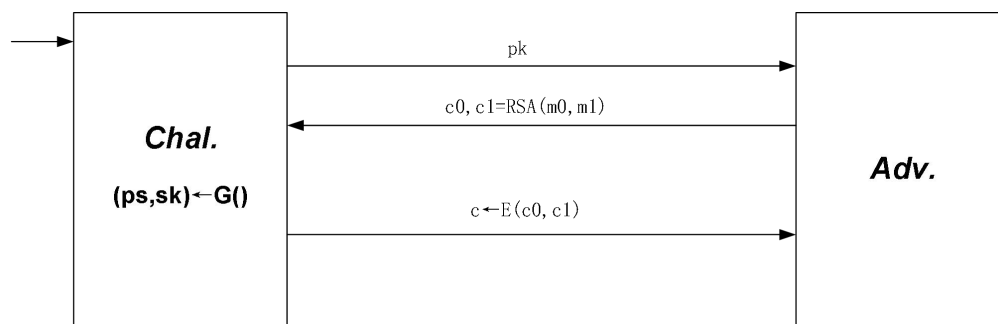 pk
c0,c1=RSA(m0,m1)
Chal.
(ps,sk)←G()
Adv.
c←E(c0,c1)